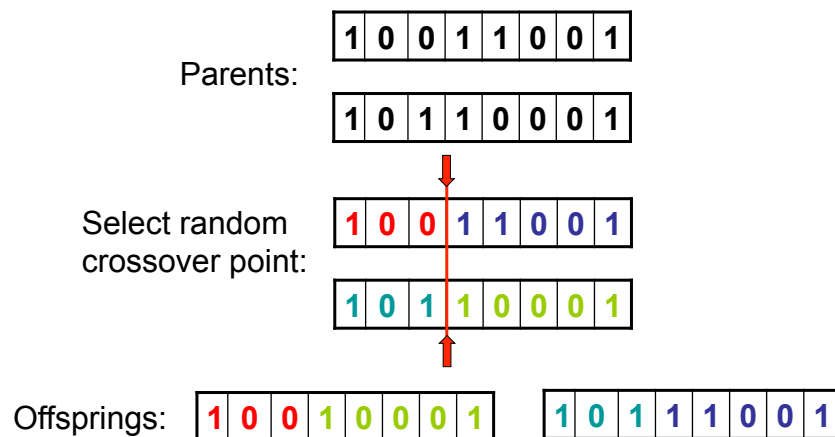 1 0 0 1 1 0 0 1
Parents:
1 0 1 1 0 0 0 1
Select random
crossover point:
1 0 0 1 1 0 0 1
1 0 1 1 0 0 0 1
Offsprings: 1 0 0 1 0 0 0 1 1 0 1 1 1 0 0 1